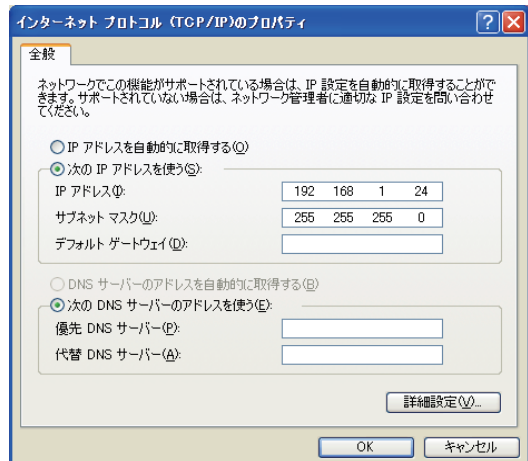 インターネット プロトコル (TCP/IP)のプロパティ
全般
ネットワークでこの機能がサポートされている場合は、IP 設定を自動的に取得することがで
きます。サポートされていない場合は、ネットワーク管理者に適切な IP 設定を問い合わせ
てください。
IP アドレスを自動的に取得する(O)
次の IP アドレスを使う(S):
IP アドレス(I): 192 168 1 24
サブネット マスク(U): 255 255 255 0
デフォルト ゲートウェイ(D):
DNS サーバーのアドレスを自動的に取得する(B)
次の DNS サーバーのアドレスを使う(E):
優先 DNS サーバー(P):
代替 DNS サーバー(A):
詳細設定(V)...
OK キャンセル